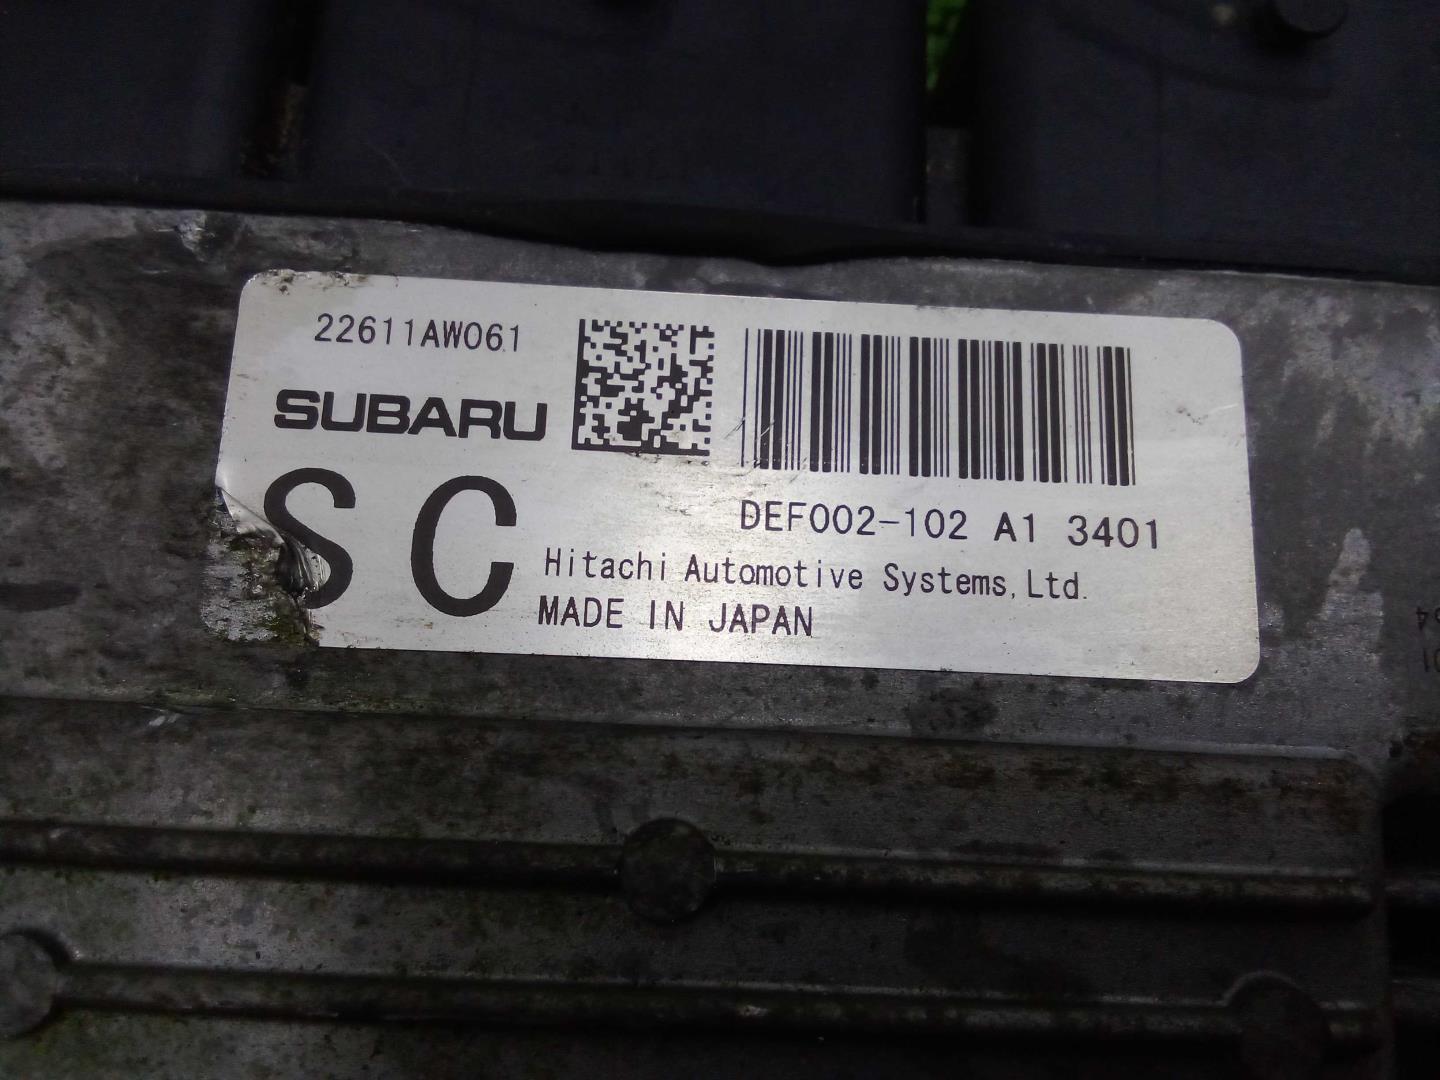 22611AW061
SUBARU
SC
DEF002-102 A1 3401
Hitachi Automotive Systems, Ltd.
MADE IN JAPAN